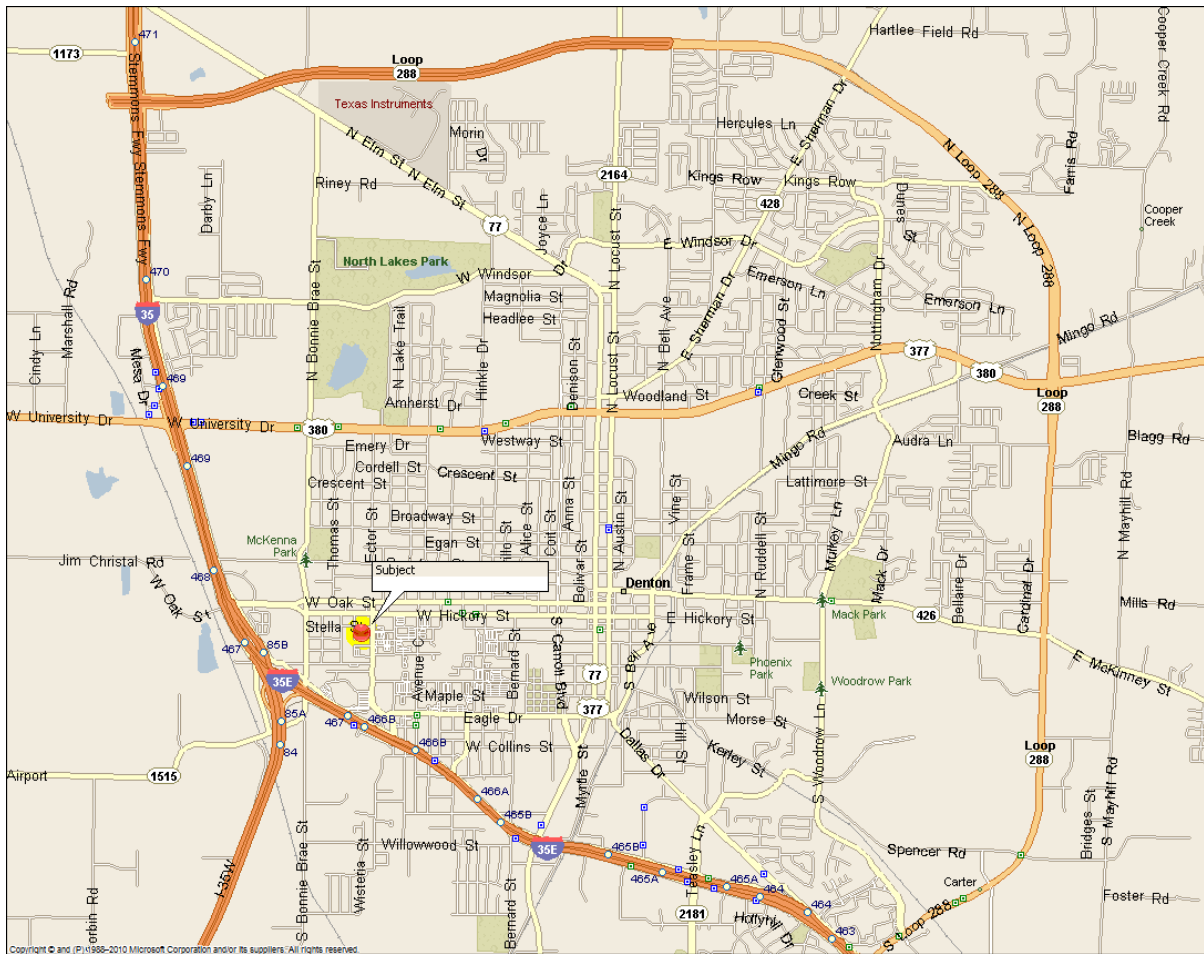 471
Hartlee Field Rd
Cooper Creek Rd
1173
Loop
288
Stemmons Fwy
Stemmons Fwy
Texas Instruments
Morin
Hercules Ln
E Sherman Dr
N Loop 288
Farris Rd
N Elm St
N Elm St
2164
Kings Row
Kings Row
Riney Rd
428
Dunes
Darby Ln
77
Joyce Ln
N Locust St
Cooper
Creek
N Loop 288
E Windsor Dr
North Lakes Park
W Windsor Dr
470
Emerson Ln
Emerson Ln
Magnolia St
Headlee St
N Bonnie Brae St
Marshall Rd
Cindy Ln
35
Mesa Dr
N Lake Trail
Hinkle Dr
Denison St
N Locust St
N Bell Ave
E Sherman Dr
Glenwood St
Nottingham Dr
Mingo Rd
377
380
469
Amherst Dr
Woodland St
Creek St
Loop
288
W University Dr
W University Dr
380
Westway St
Emery Dr
Mingo Rd
Audra Ln
Blagg Rd
469
Cordell St
Crescent St
Crescent St
Lattimore St
Thomas St
Ector St
Broadway St
Alice St
Colt St
Anna St
N Austin St
Vine St
Egan St
McKenna
Park
Jim Christal Rd
Bolivar St
Frame St
N Ruddell St
Mulkey Ln
Mack Dr
Bellaire Dr
Cardinal Dr
N Mayhill Rd
468
W Oak St
Subject
Denton
W Oak St
W Hickory St
E Hickory St
Mack Park
426
Mills Rd
Stella St
467
85B
35E
Avenue C
Bernard St
S Carroll Blvd
S Bell Ave
Phoenix
Park
Woodrow Park
E McKinney St
77
Maple St
Wilson St
377
85A
467
466B
Eagle Dr
Morse St
84
466B
W Collins St
Hill St
Kerley St
Dallas Dr
S Woodrow Ln
Loop
288
Airport
1515
Myrtle St
466A
465B
Willowwood St
35E
465B
Teasley Ln
Spencer Rd
Bridges St
S Mayhill Rd
465A
465A
464
Carter
464
Foster Rd
I-35W
Wisteria St
S Bonnie Brae St
Bernard St
2181
463
S Loop 288
Copyright © and (P) 1988–2010 Microsoft Corporation and/or its suppliers. All rights reserved.